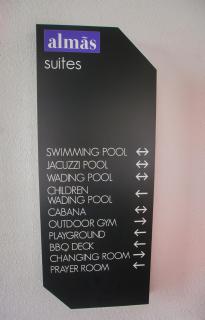 almãs
suites
SWIMMING POOL ↔
JACUZZI POOL ↔
WADING POOL ↔
CHILDREN
WADING POOL ←
CABANA ↔
OUTDOOR GYM →
PLAYGROUND ←
BBQ DECK ←
CHANGING ROOM →
PRAYER ROOM ←